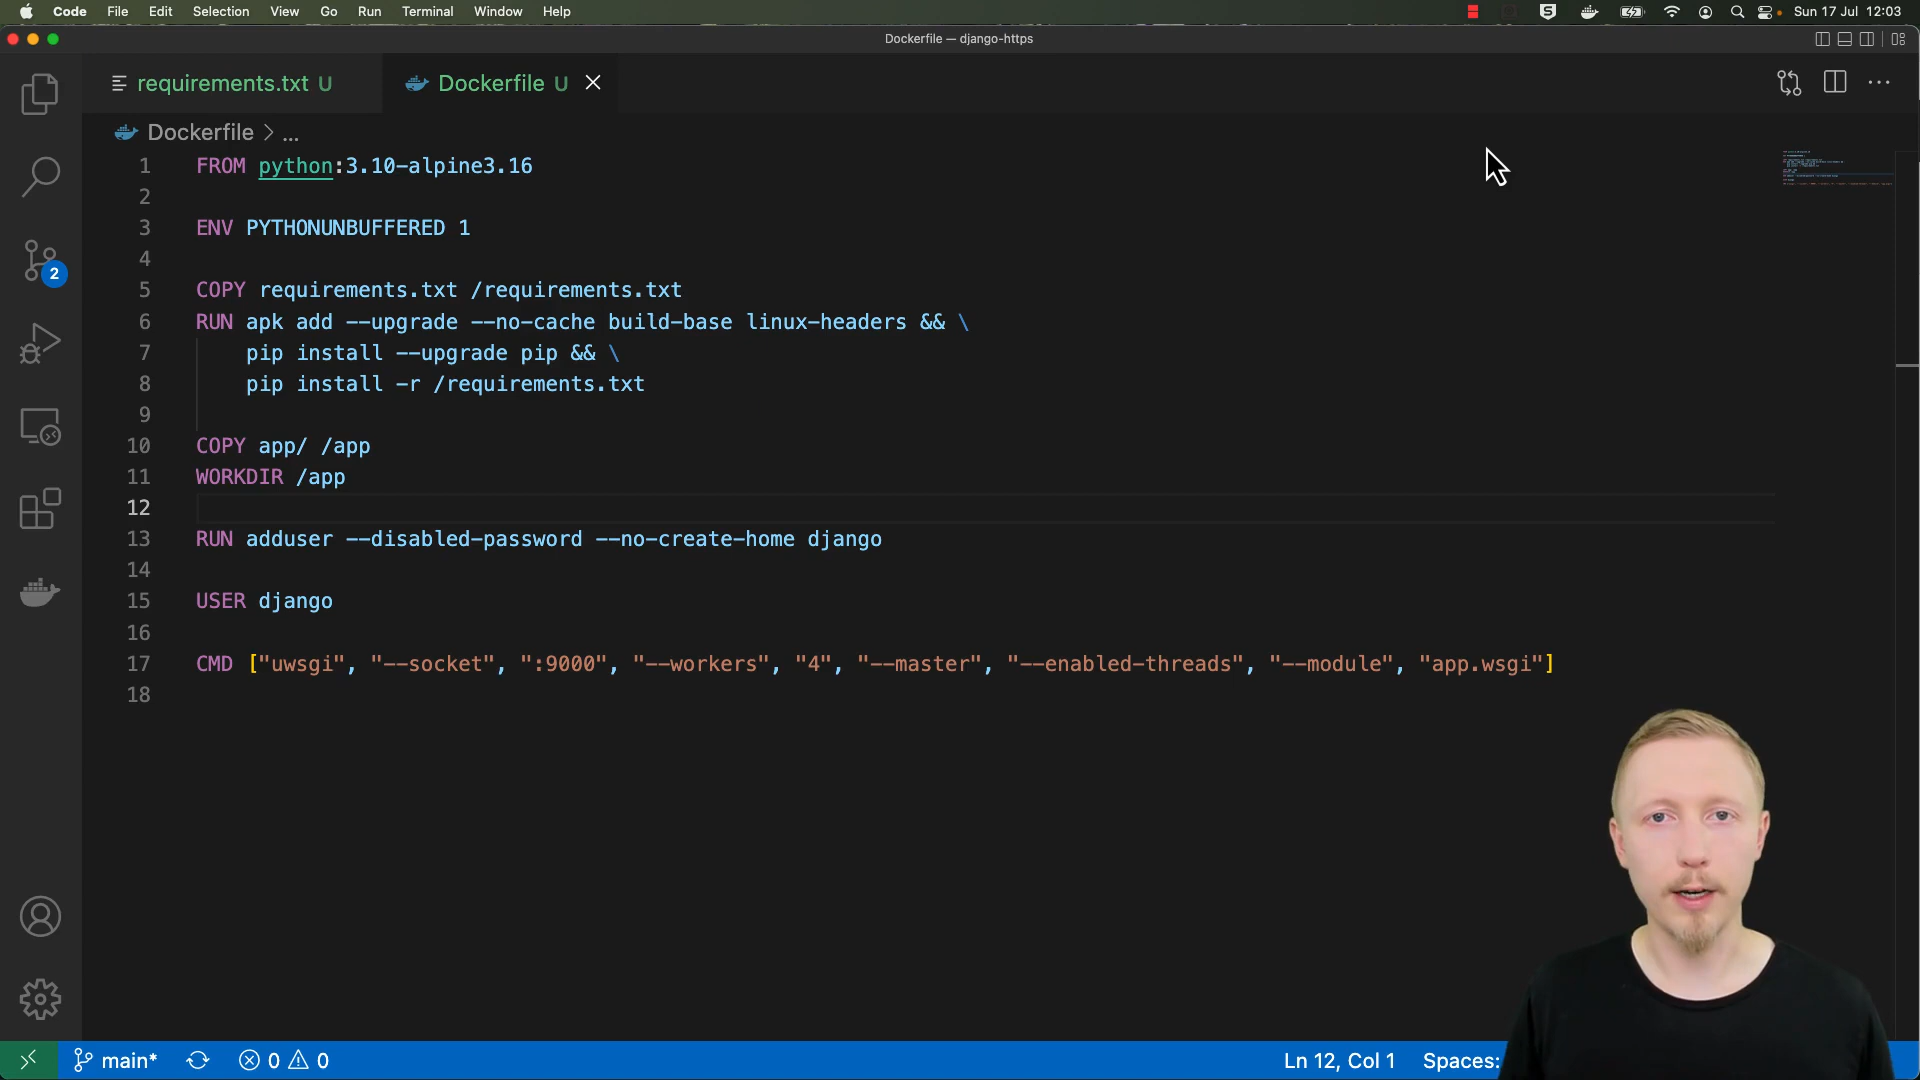 Code File Edit Selection View Go Run Terminal Window Help Sun 17 Jul 12:03
Dockerfile — django-https
requirements.txt U Dockerfile U
Dockerfile > ...
1 FROM python:3.10-alpine3.16
2
3 ENV PYTHONUNBUFFERED 1
4
5 COPY requirements.txt /requirements.txt
6 RUN apk add --upgrade --no-cache build-base linux-headers && \
7 pip install --upgrade pip && \
8 pip install -r /requirements.txt
9
10 COPY app/ /app
11 WORKDIR /app
12
13 RUN adduser --disabled-password --no-create-home django
14
15 USER django
16
17 CMD ["uwsgi", "--socket", ":9000", "--workers", "4", "--master", "--enabled-threads", "--module", "app.wsgi"]
18
2
main* 0 0 Ln 12, Col 1 Spaces: